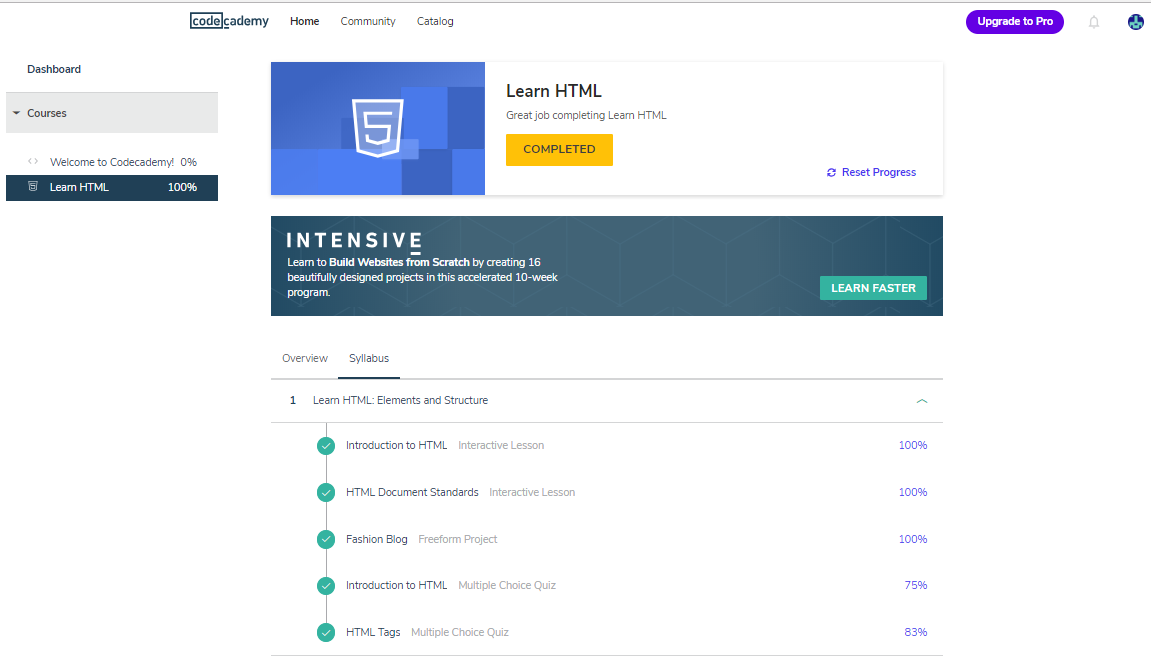 codecademy Home Community Catalog Upgrade to Pro
Dashboard
Courses
Welcome to Codecademy! 0%
Learn HTML 100%
Learn HTML
Great job completing Learn HTML
COMPLETED
Reset Progress
INTENSIVE
Learn to Build Websites from Scratch by creating 16
beautifully designed projects in this accelerated 10-week
program.
LEARN FASTER
Overview Syllabus
1 Learn HTML: Elements and Structure
Introduction to HTML Interactive Lesson 100%
HTML Document Standards Interactive Lesson 100%
Fashion Blog Freeform Project 100%
Introduction to HTML Multiple Choice Quiz 75%
HTML Tags Multiple Choice Quiz 83%